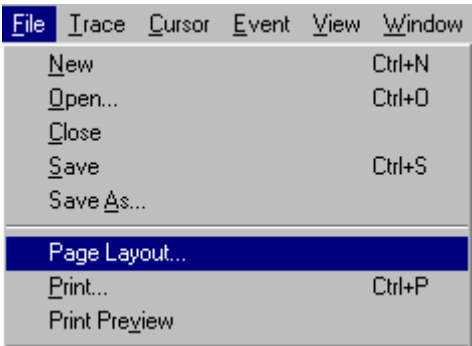 File Trace Cursor Event View Window
New Ctrl+N
Open... Ctrl+O
Close
Save Ctrl+S
Save As...
Page Layout...
Print... Ctrl+P
Print Preview